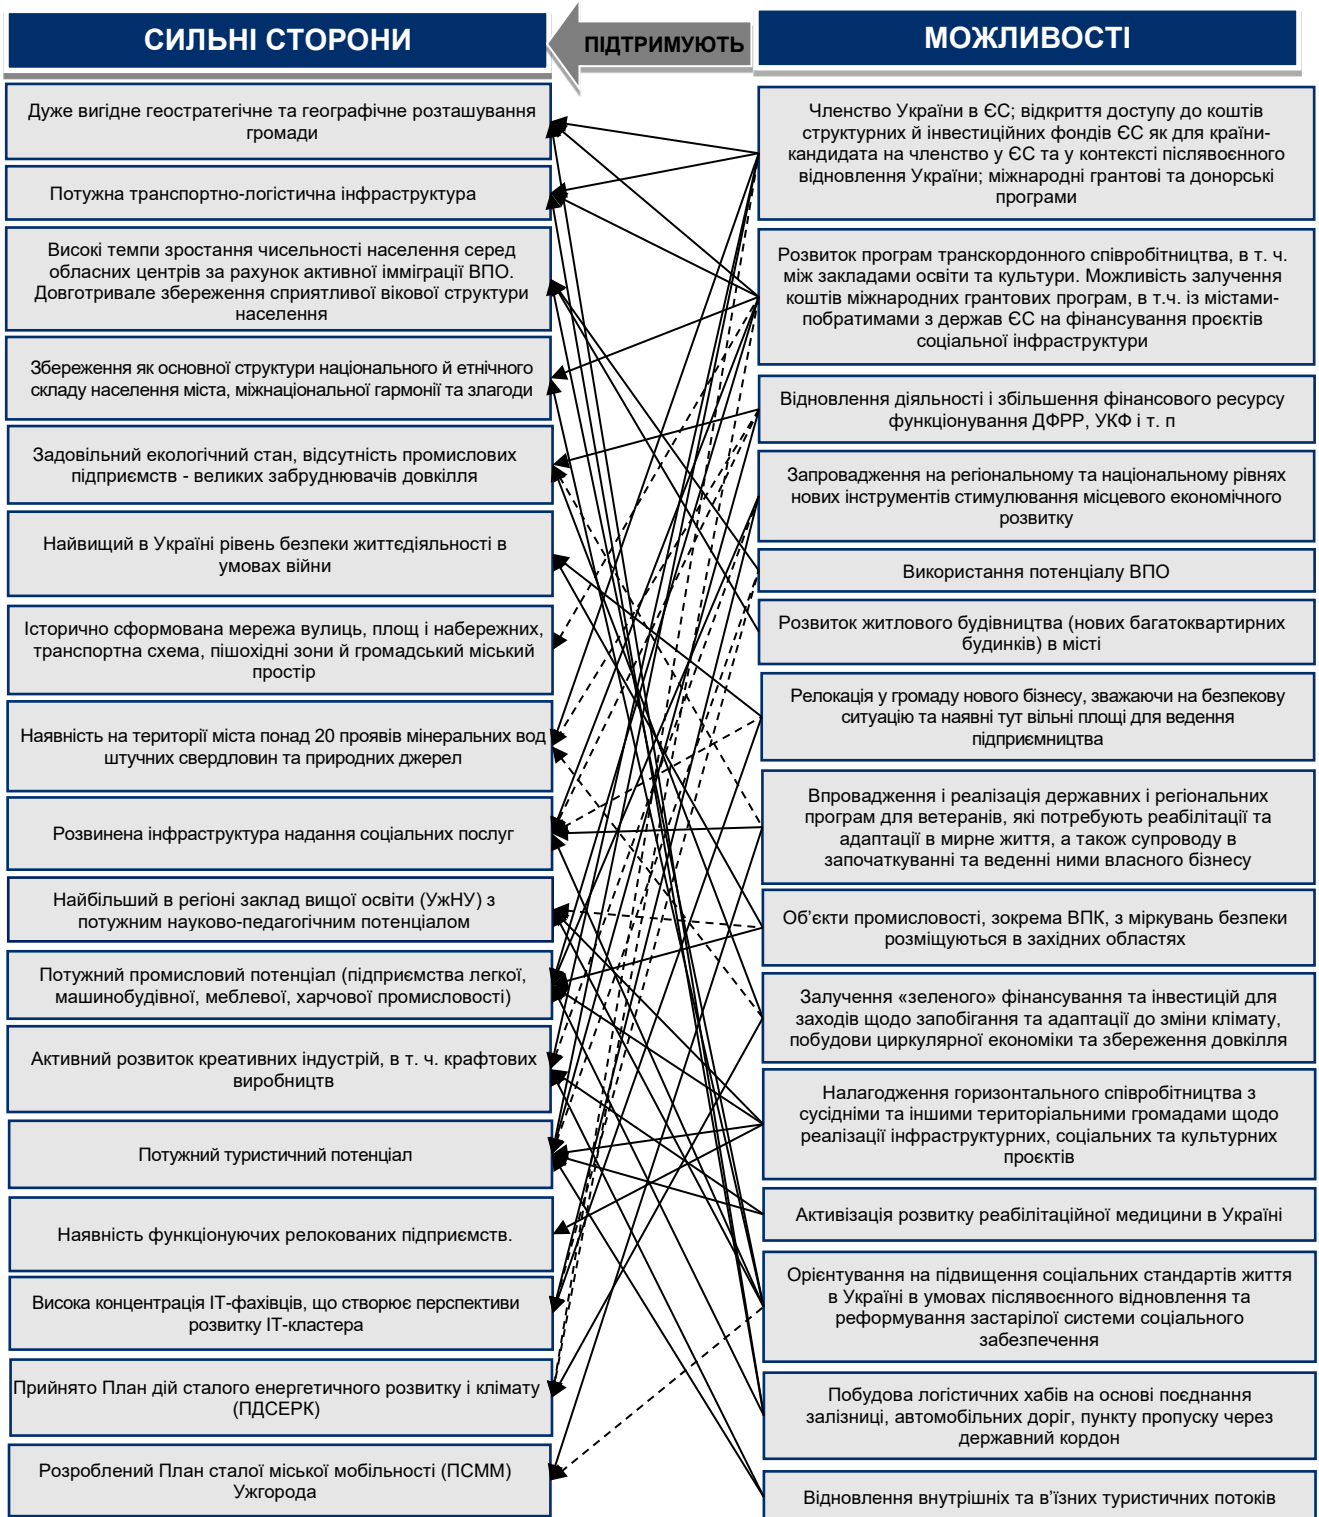 СИЛЬНІ СТОРОНИ
ПІДТРИМУЮТЬ
МОЖЛИВОСТІ
Дуже вигідне геостратегічне та географічне розташування
громади
Потужна транспортно-логістична інфраструктура
Високі темпи зростання чисельності населення серед
обласних центрів за рахунок активної імміграції ВПО.
Довготривале збереження сприятливої вікової структури
населення
Збереження як основної структури національного й етнічного
складу населення міста, міжнаціональної гармонії та злагоди
Задовільний екологічний стан, відсутність промислових
підприємств - великих забруднювачів довкілля
Найвищий в Україні рівень безпеки життєдіяльності в
умовах війни
Історично сформована мережа вулиць, площ і набережних,
транспортна схема, пішохідні зони й громадський міський
простір
Наявність на території міста понад 20 проявів мінеральних вод
штучних свердловин та природних джерел
Розвинена інфраструктура надання соціальних послуг
Найбільший в регіоні заклад вищої освіти (УжНУ) з
потужним науково-педагогічним потенціалом
Потужний промисловий потенціал (підприємства легкої,
машинобудівної, меблевої, харчової промисловості)
Активний розвиток креативних індустрій, в т. ч. крафтових
виробництв
Потужний туристичний потенціал
Наявність функціонуючих релокованих підприємств.
Висока концентрація ІТ-фахівців, що створює перспективи
розвитку ІТ-кластера
Прийнято План дій сталого енергетичного розвитку і клімату
(ПДСЕРК)
Розроблений План сталої міської мобільності (ПСММ)
Ужгорода
Членство України в ЄС; відкриття доступу до коштів
структурних й інвестиційних фондів ЄС як для країни-
кандидата на членство у ЄС та у контексті післявоєнного
відновлення України; міжнародні грантові та донорські
програми
Розвиток програм транскордонного співробітництва, в т. ч.
між закладами освіти та культури. Можливість залучення
коштів міжнародних грантових програм, в т.ч. із містами-
побратимами з держав ЄС на фінансування проєктів
соціальної інфраструктури
Відновлення діяльності і збільшення фінансового ресурсу
функціонування ДФРР, УКФ і т. п
Запровадження на регіональному та національному рівнях
нових інструментів стимулювання місцевого економічного
розвитку
Використання потенціалу ВПО
Розвиток житлового будівництва (нових багатоквартирних
будинків) в місті
Релокація у громаду нового бізнесу, зважаючи на безпекову
ситуацію та наявні тут вільні площі для ведення
підприємництва
Впровадження і реалізація державних і регіональних
програм для ветеранів, які потребують реабілітації та
адаптації в мирне життя, а також супроводу в
започаткуванні та веденні ними власного бізнесу
Об’єкти промисловості, зокрема ВПК, з міркувань безпеки
розміщуються в західних областях
Залучення «зеленого» фінансування та інвестицій для
заходів щодо запобігання та адаптації до зміни клімату,
побудови циркулярної економіки та збереження довкілля
Налагодження горизонтального співробітництва з
сусідніми та іншими територіальними громадами щодо
реалізації інфраструктурних, соціальних та культурних
проєктів
Активізація розвитку реабілітаційної медицини в Україні
Орієнтування на підвищення соціальних стандартів життя
в Україні в умовах післявоєнного відновлення та
реформування застарілої системи соціального
забезпечення
Побудова логістичних хабів на основі поєднання
залізниці, автомобільних доріг, пункту пропуску через
державний кордон
Відновлення внутрішніх та в’їзних туристичних потоків